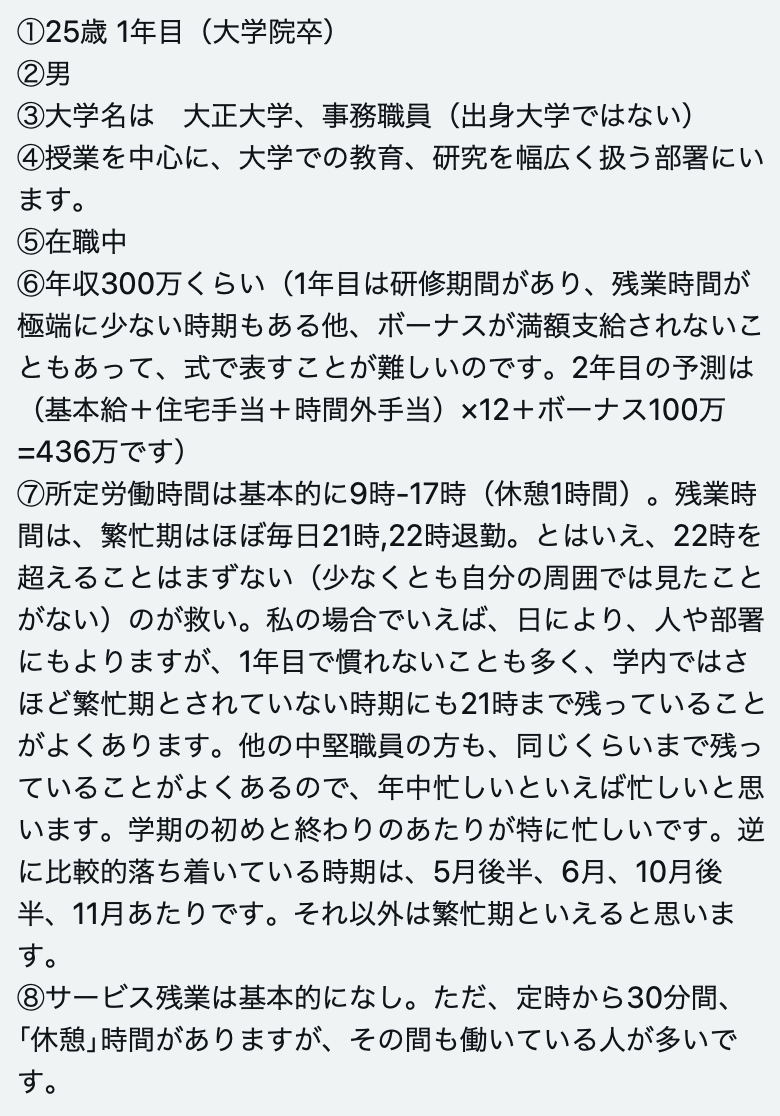 ①25歳 1年目（大学院卒）
②男
③大学名は　大正大学、事務職員（出身大学ではない）
④授業を中心に、大学での教育、研究を幅広く扱う部署にい
ます。
⑤在職中
⑥年収300万くらい（1年目は研修期間があり、残業時間が
極端に少ない時期もある他、ボーナスが満額支給されないこ
ともあって、式で表すことが難しいのです。2年目の予測は
（基本給＋住宅手当＋時間外手当）×12＋ボーナス100万
=436万です）
⑦所定労働時間は基本的に9時-17時（休憩1時間）。残業時
間は、繁忙期はほぼ毎日21時,22時退勤。とはいえ、22時を
超えることはまずない（少なくとも自分の周囲では見たこと
がない）のが救い。私の場合でいえば、日により、人や部署
にもよりますが、1年目で慣れないことも多く、学内ではさ
ほど繁忙期とされていない時期にも21時まで残っていること
がよくあります。他の中堅職員の方も、同じくらいまで残っ
ていることがよくあるので、年中忙しいといえば忙しいと思
います。学期の初めと終わりのあたりが特に忙しいです。逆
に比較的落ち着いている時期は、5月後半、6月、10月後
半、11月あたりです。それ以外は繁忙期といえると思いま
す。
⑧サービス残業は基本的になし。ただ、定時から30分間、
｢休憩｣時間がありますが、その間も働いている人が多いで
す。